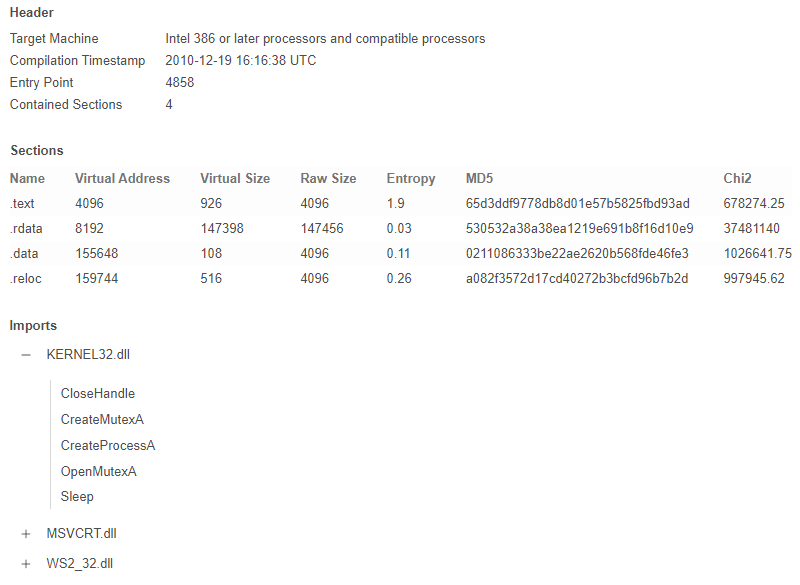 Header
Target Machine Intel 386 or later processors and compatible processors
Compilation Timestamp 2010-12-19 16:16:38 UTC
Entry Point 4858
Contained Sections 4
Sections
Name Virtual Address Virtual Size Raw Size Entropy MD5 Chi2
.text 4096 926 4096 1.9 65d3ddf9778db8d01e57b5825fbd93ad 678274.25
.rdata 8192 147398 147456 0.03 530532a38a38ea1219e691b8f16d10e9 37481140
.data 155648 108 4096 0.11 0211086333be22ae2620b568fde46fe3 1026641.75
.reloc 159744 516 4096 0.26 a082f3572d17cd40272b3bcfd96b7b2d 997945.62
Imports
− KERNEL32.dll
CloseHandle
CreateMutexA
CreateProcessA
OpenMutexA
Sleep
+ MSVCRT.dll
+ WS2_32.dll